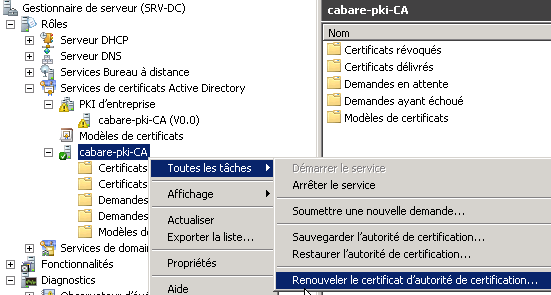 Gestionnaire de serveur (SRV-DC)
Rôles
Serveur DHCP
Serveur DNS
Services Bureau à distance
Services de certificats Active Directory
PKI d'entreprise
cabare-pki-CA (V0.0)
Modèles de certificats
cabare-pki-CA
Certificats
Certificats
Demandes
Demandes
Modèles d
Services de domai
Fonctionnalités
Diagnostics
Toutes les tâches
Affichage
Actualiser
Exporter la liste...
Propriétés
Aide
Démarrer le service
Arrêter le service
Soumettre une nouvelle demande...
Sauvegarder l'autorité de certification...
Restaurer l'autorité de certification...
Renouveler le certificat d'autorité de certification...
cabare-pki-CA
Nom
Certificats révoqués
Certificats délivrés
Demandes en attente
Demandes ayant échoué
Modèles de certificats